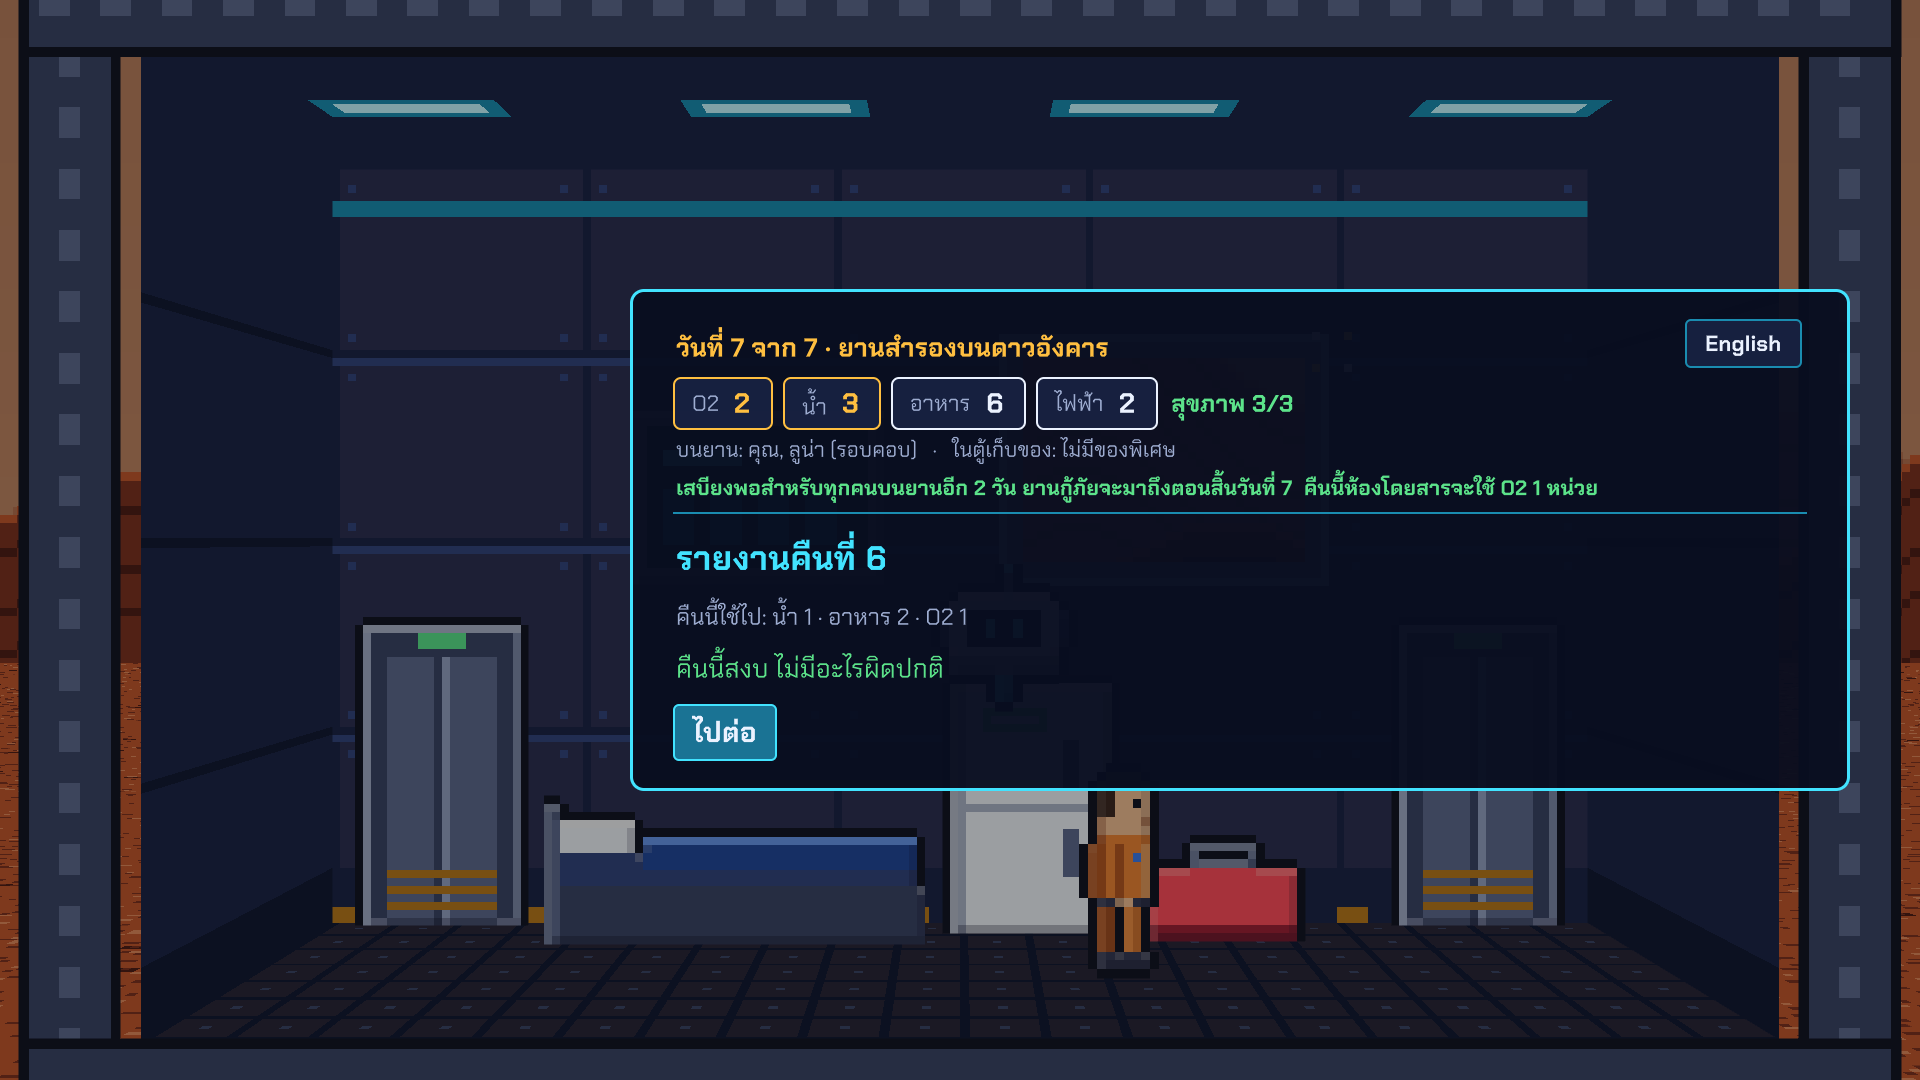 วันที่ 7 จาก 7 · ยานสำรองบนดาวอังคาร
English
O2 2 น้ำ 3 อาหาร 6 ไฟฟ้า 2 สุขภาพ 3/3
บนยาน: คุณ, ลูน่า (รอบคอบ) · ในตู้เก็บของ: ไม่มีของพิเศษ
เสบียงพอสำหรับทุกคนบนยานอีก 2 วัน ยานกู้ภัยจะมาถึงตอนสิ้นวันที่ 7 คืนนี้ห้องโดยสารจะใช้ O2 1 หน่วย
รายงานคืนที่ 6
คืนนี้ใช้ไป: น้ำ 1 · อาหาร 2 · O2 1
คืนนี้สงบ ไม่มีอะไรผิดปกติ
ไปต่อ